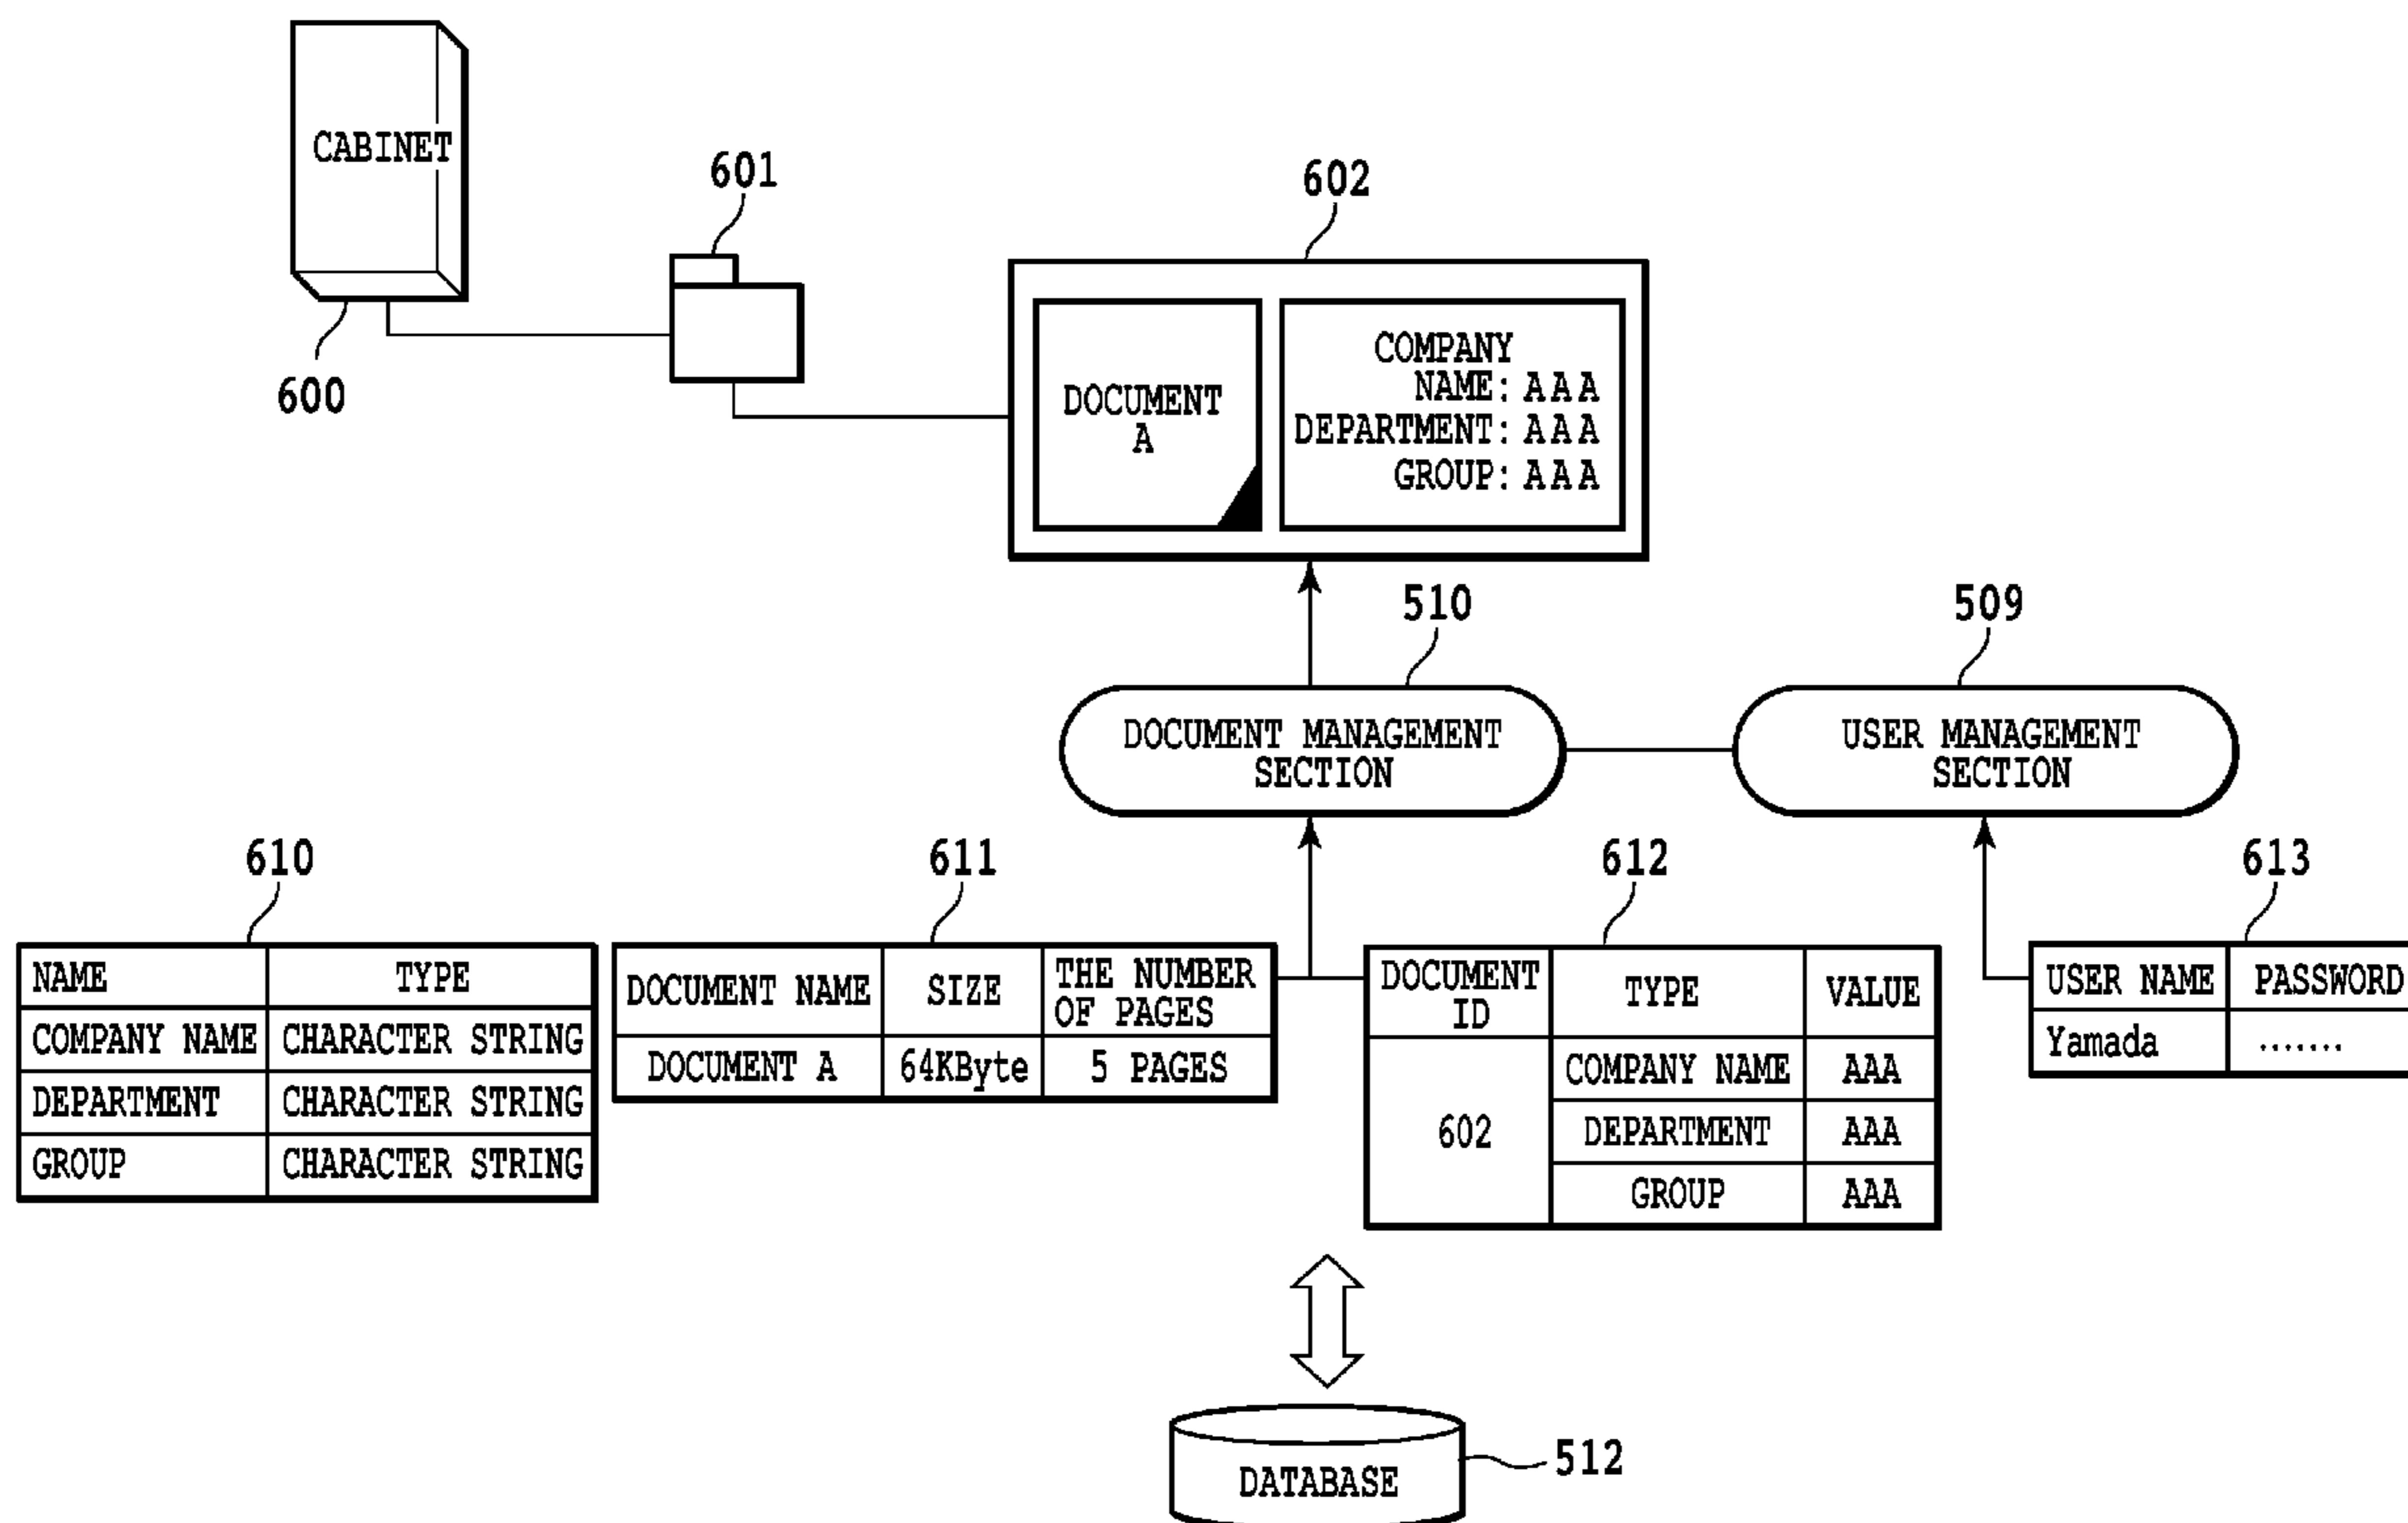 CABINET
600
601
602
DOCUMENT
A
COMPANY
NAME: AAA
DEPARTMENT: AAA
GROUP: AAA
510
509
DOCUMENT MANAGEMENT
SECTION
USER MANAGEMENT
SECTION
610
NAME TYPE
COMPANY NAME CHARACTER STRING
DEPARTMENT CHARACTER STRING
GROUP CHARACTER STRING
611
DOCUMENT NAME SIZE THE NUMBER
OF PAGES
DOCUMENT A 64KByte 5 PAGES
612
DOCUMENT
ID TYPE VALUE
602
COMPANY NAME AAA
DEPARTMENT AAA
GROUP AAA
613
USER NAME PASSWORD
Yamada .......
DATABASE
512